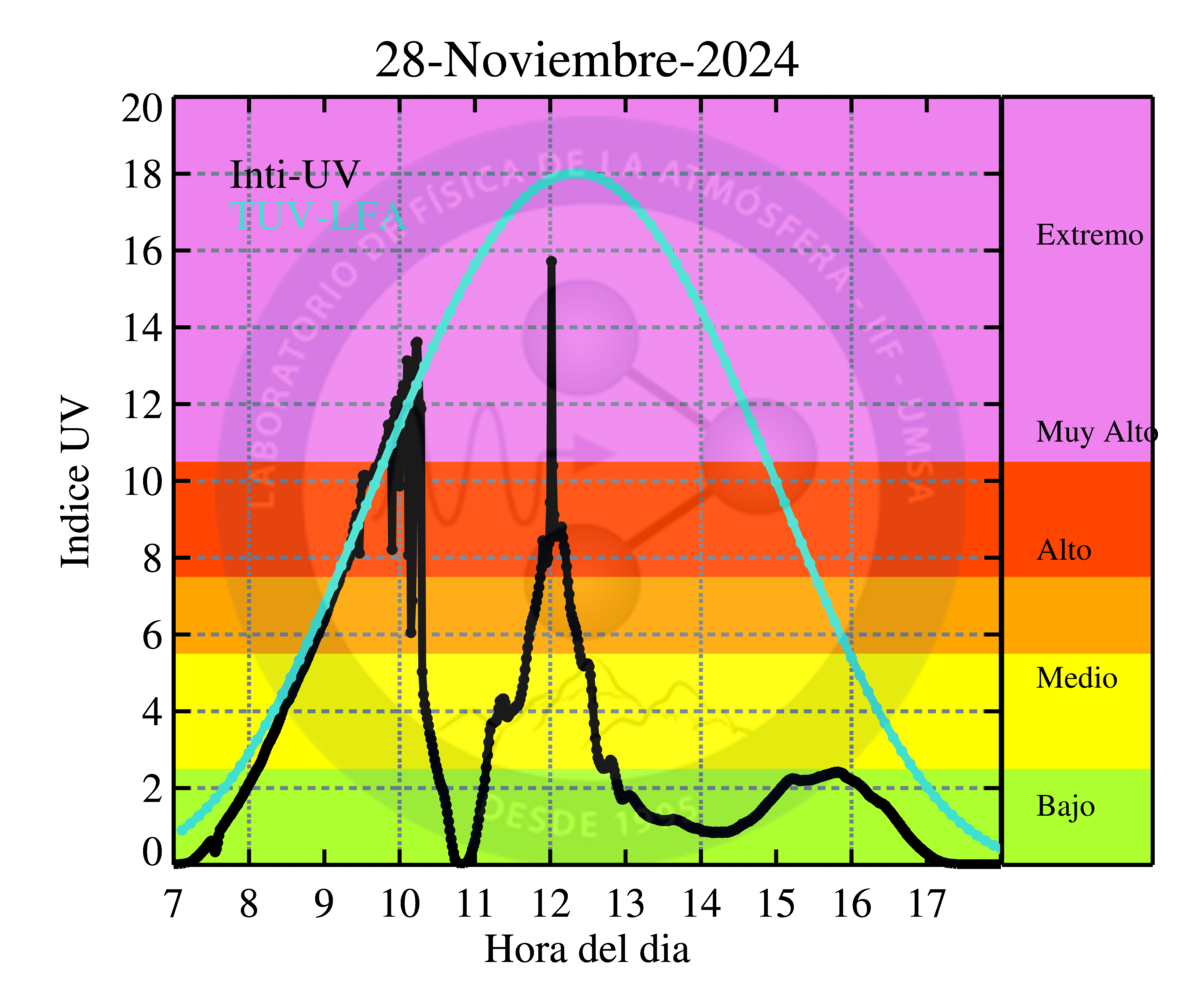 28-Noviembre-2024
20
18
16
14
12
10
8
6
4
2
0
Indice UV
Inti-UV
TUV-LFA
LABORATORIO DE FÍSICA DE LA ATMÓSFERA - IIF - UMSA
DESDE 1995
Extremo
Muy Alto
Alto
Medio
Bajo
7 8 9 10 11 12 13 14 15 16 17
Hora del dia